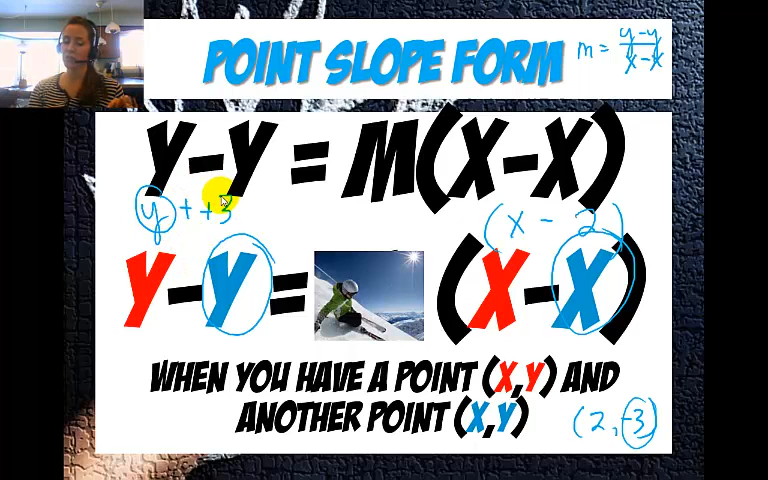 POINT SLOPE FORM
m = y-y / x-x
Y-Y = M(X-X)
y + +3 (x - 2)
Y-Y= (X-X)
WHEN YOU HAVE A POINT (X,Y) AND
ANOTHER POINT (X,Y)
(2,-3)